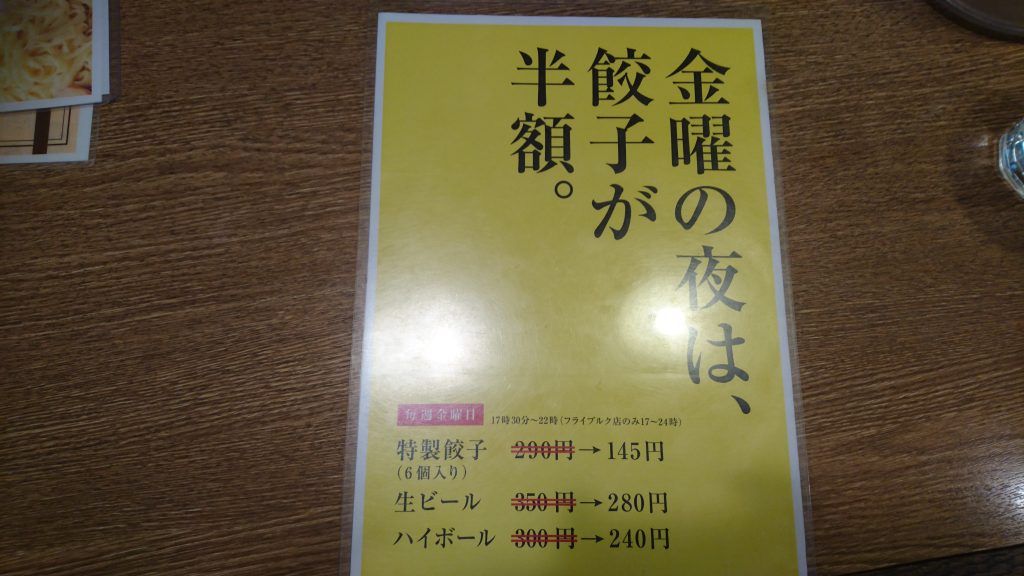 金曜の夜は、
餃子が
半額。
毎週金曜日
17時30分〜22時(フライブルク店のみ17〜24時)
特製餃子 290円→145円
(6個入り)
生ビール 350円→280円
ハイボール 300円→240円